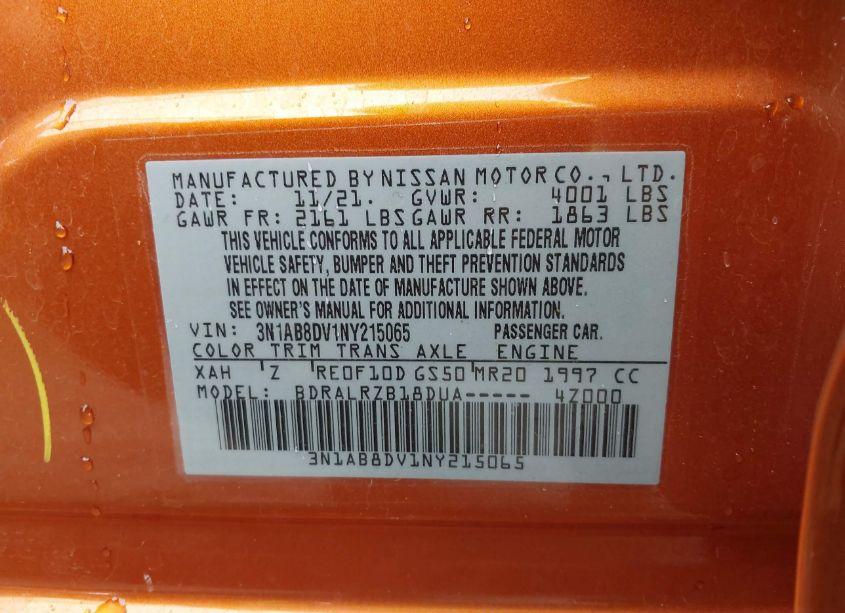 MANUFACTURED BY NISSAN MOTOR CO., LTD.
DATE: 11/21. GVWR: 4001 LBS
GAWR FR: 2161 LBS GAWR RR: 1863 LBS
THIS VEHICLE CONFORMS TO ALL APPLICABLE FEDERAL MOTOR
VEHICLE SAFETY, BUMPER AND THEFT PREVENTION STANDARDS
IN EFFECT ON THE DATE OF MANUFACTURE SHOWN ABOVE.
SEE OWNER'S MANUAL FOR ADDITIONAL INFORMATION.
VIN: 3N1AB8DV1NY215065 PASSENGER CAR.
COLOR TRIM TRANS AXLE ENGINE
XAH Z RE0F10D GS50 MR20 1997 CC
MODEL: BDRALRZB18DUA----- 4Z000
3N1AB8DV1NY215065